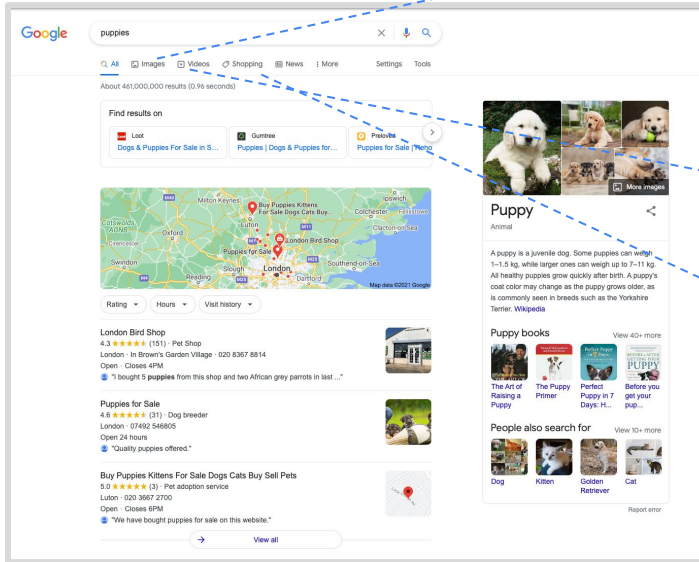 Google
puppies
All Images Videos Shopping News More Settings Tools
About 461,000,000 results (0.96 seconds)
Find results on
Loot
Dogs & Puppies For Sale in S...
Gumtree
Puppies | Dogs & Puppies for...
Preloved
Puppies for Sale |
M40
Milton Keynes
Buy Puppies Kittens
For Sale Dogs Cats Buy...
Ipswich
Colchester
Felixstowe
Cotswolds
AONB
Luton
M11
Clacton-on-Sea
Oxford
Cirencester
London Bird Shop
Puppies for Sale
M25
Swindon
Slough
London
Southend-on-Sea
M4
Reading
M25
Dartford
Map data ©2021 Google
Rating Hours Visit history
London Bird Shop
4.3 ★★★★★ (151) · Pet Shop
London · In Brown's Garden Village · 020 8367 8814
Open · Closes 4PM
"I bought 5 puppies from this shop and two African grey parrots in last ..."
Puppies for Sale
4.6 ★★★★★ (31) · Dog breeder
London · 07492 546805
Open 24 hours
"Quality puppies offered."
Buy Puppies Kittens For Sale Dogs Cats Buy Sell Pets
5.0 ★★★★★ (3) · Pet adoption service
Luton · 020 3667 2700
Open · Closes 6PM
"We have bought puppies for sale on this website."
View all
More images
Puppy
Animal
A puppy is a juvenile dog. Some puppies can weigh
1–1.5 kg, while larger ones can weigh up to 7–11 kg.
All healthy puppies grow quickly after birth. A puppy's
coat color may change as the puppy grows older, as
is commonly seen in breeds such as the Yorkshire
Terrier. Wikipedia
Puppy books
View 40+ more
The Art of
Raising a
Puppy
The Puppy
Primer
Perfect
Puppy in 7
Days: H...
Before you
get your
pup...
People also search for
View 10+ more
Dog
Kitten
Golden
Retriever
Cat
Report error